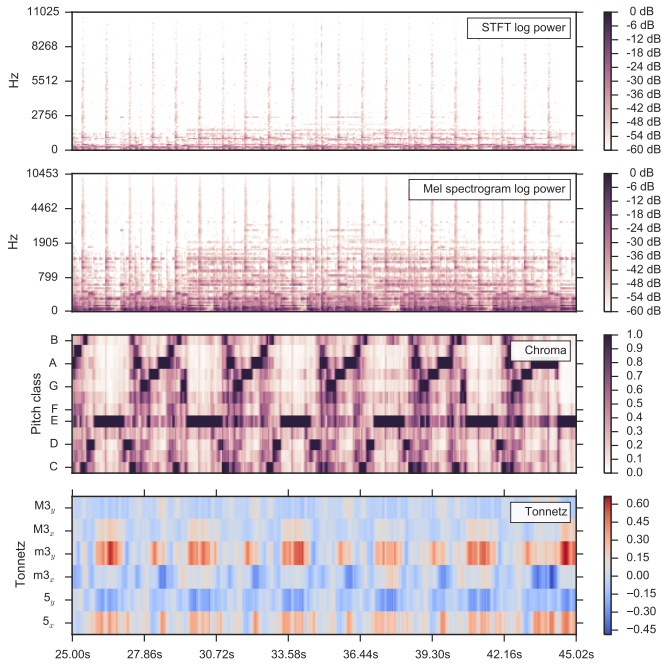 11025
8268
5512
2756
0
Hz
STFT log power
0 dB
-6 dB
-12 dB
-18 dB
-24 dB
-30 dB
-36 dB
-42 dB
-48 dB
-54 dB
-60 dB
10453
4462
1905
799
0
Hz
Mel spectrogram log power
0 dB
-6 dB
-12 dB
-18 dB
-24 dB
-30 dB
-36 dB
-42 dB
-48 dB
-54 dB
-60 dB
B
A
G
F
E
D
C
Pitch class
Chroma
1.0
0.9
0.8
0.7
0.6
0.5
0.4
0.3
0.2
0.1
0.0
M3y
M3x
m3y
m3x
5y
5x
Tonnetz
Tonnetz
0.60
0.45
0.30
0.15
0.00
-0.15
-0.30
-0.45
25.00s 27.86s 30.72s 33.58s 36.44s 39.30s 42.16s 45.02s